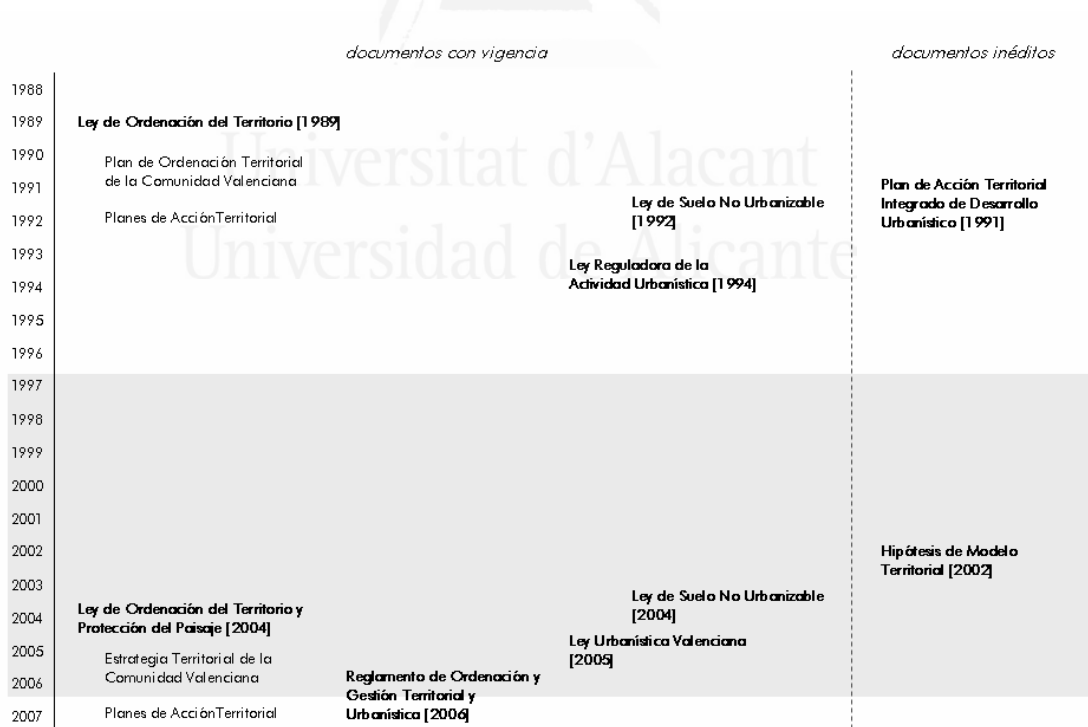 documentos con vigencia
documentos inéditos
1988
1989
1990
1991
1992
1993
1994
1995
1996
1997
1998
1999
2000
2001
2002
2003
2004
2005
2006
2007
Ley de Ordenación del Territorio [1989]
Plan de Ordenación Territorial
de la Comunidad Valenciana
Planes de Acción Territorial
Ley de Suelo No Urbanizable
[1992]
Ley Reguladora de la
Actividad Urbanística [1994]
Plan de Acción Territorial
Integrado de Desarrollo
Urbanístico [1991]
Universitat d'Alacant
Universidad de Alicante
Hipótesis de Modelo
Territorial [2002]
Ley de Ordenación del Territorio y
Protección del Paisaje [2004]
Estrategia Territorial de la
Comunidad Valenciana
Planes de Acción Territorial
Reglamento de Ordenación y
Gestión Territorial y
Urbanística [2006]
Ley de Suelo No Urbanizable
[2004]
Ley Urbanística Valenciana
[2005]